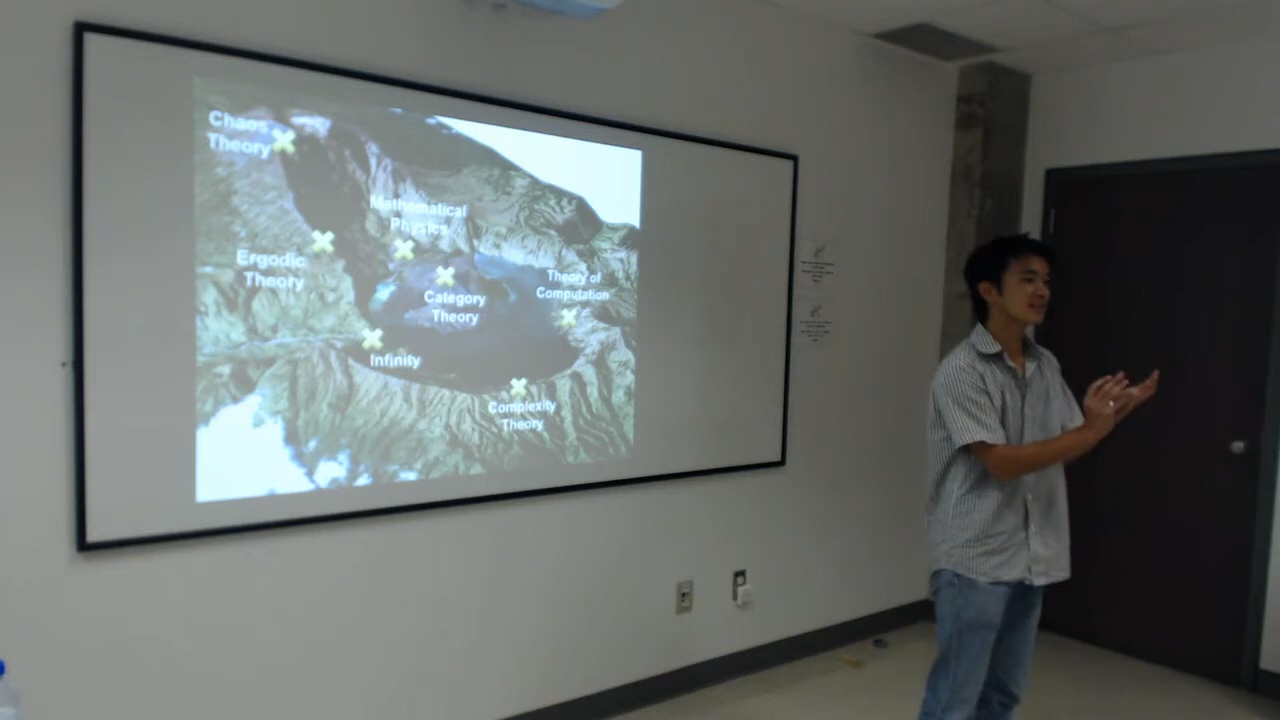 Chaos
Theory
Mathematical
Physics
Ergodic
Theory
Theory of
Computation
Category
Theory
Infinity
Complexity
Theory